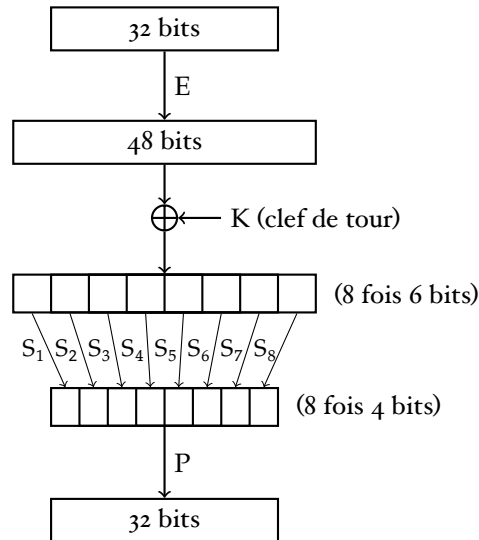 32 bits
E
48 bits
K (clef de tour)
(8 fois 6 bits)
S₁ S₂ S₃ S₄ S₅ S₆ S₇ S₈
(8 fois 4 bits)
P
32 bits